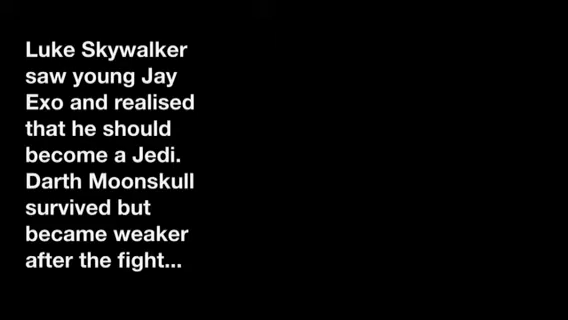 Luke Skywalker
saw young Jay
Exo and realised
that he should
become a Jedi.
Darth Moonskull
survived but
became weaker
after the fight...